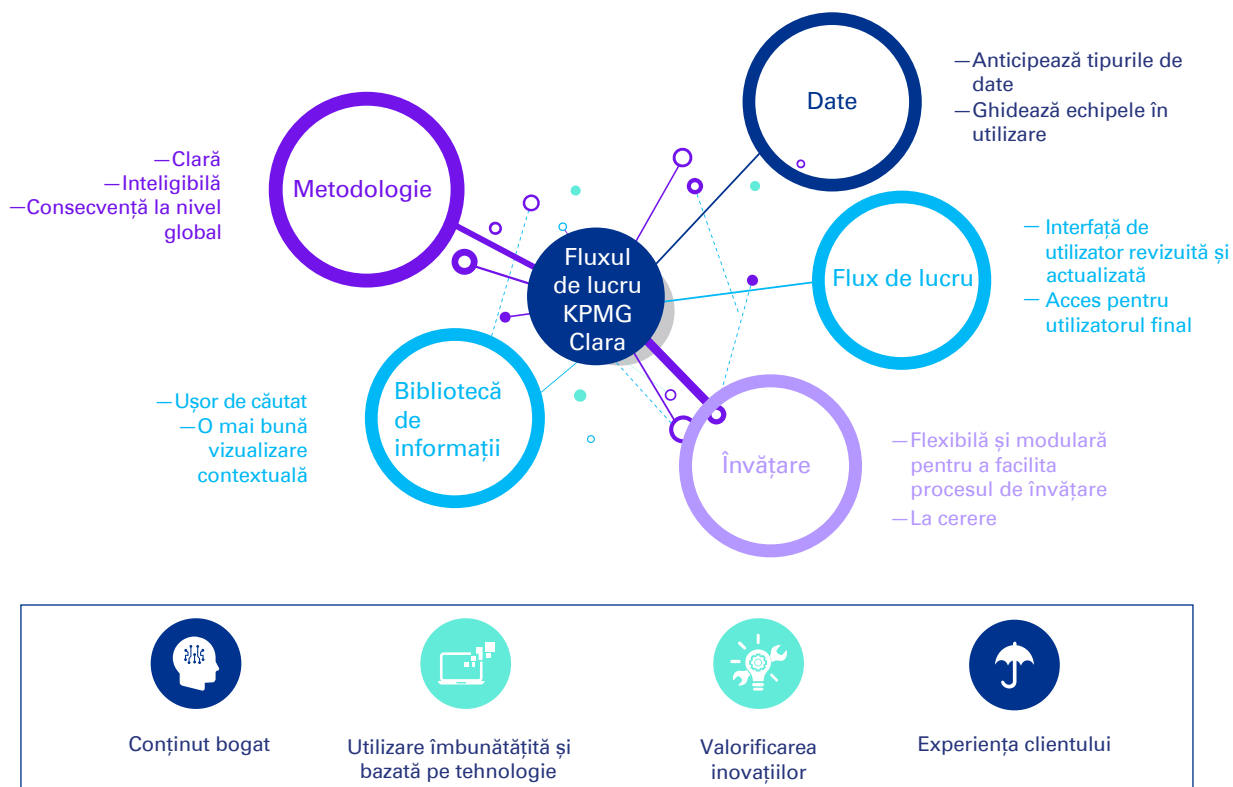 Date
—Anticipează tipurile de
date
—Ghidează echipele în
utilizare
Metodologie
—Clară
—Inteligibilă
—Consecvență la nivel
global
Fluxul
de lucru
KPMG
Clara
Flux de lucru
— Interfață de
utilizator revizuită și
actualizată
— Acces pentru
utilizatorul final
Bibliotecă
de
informații
—Ușor de căutat
—O mai bună
vizualizare
contextuală
Învățare
—Flexibilă și modulară
pentru a facilita
procesul de învățare
—La cerere
Conținut bogat
Utilizare îmbunătățită și
bazată pe tehnologie
Valorificarea
inovațiilor
Experiența clientului